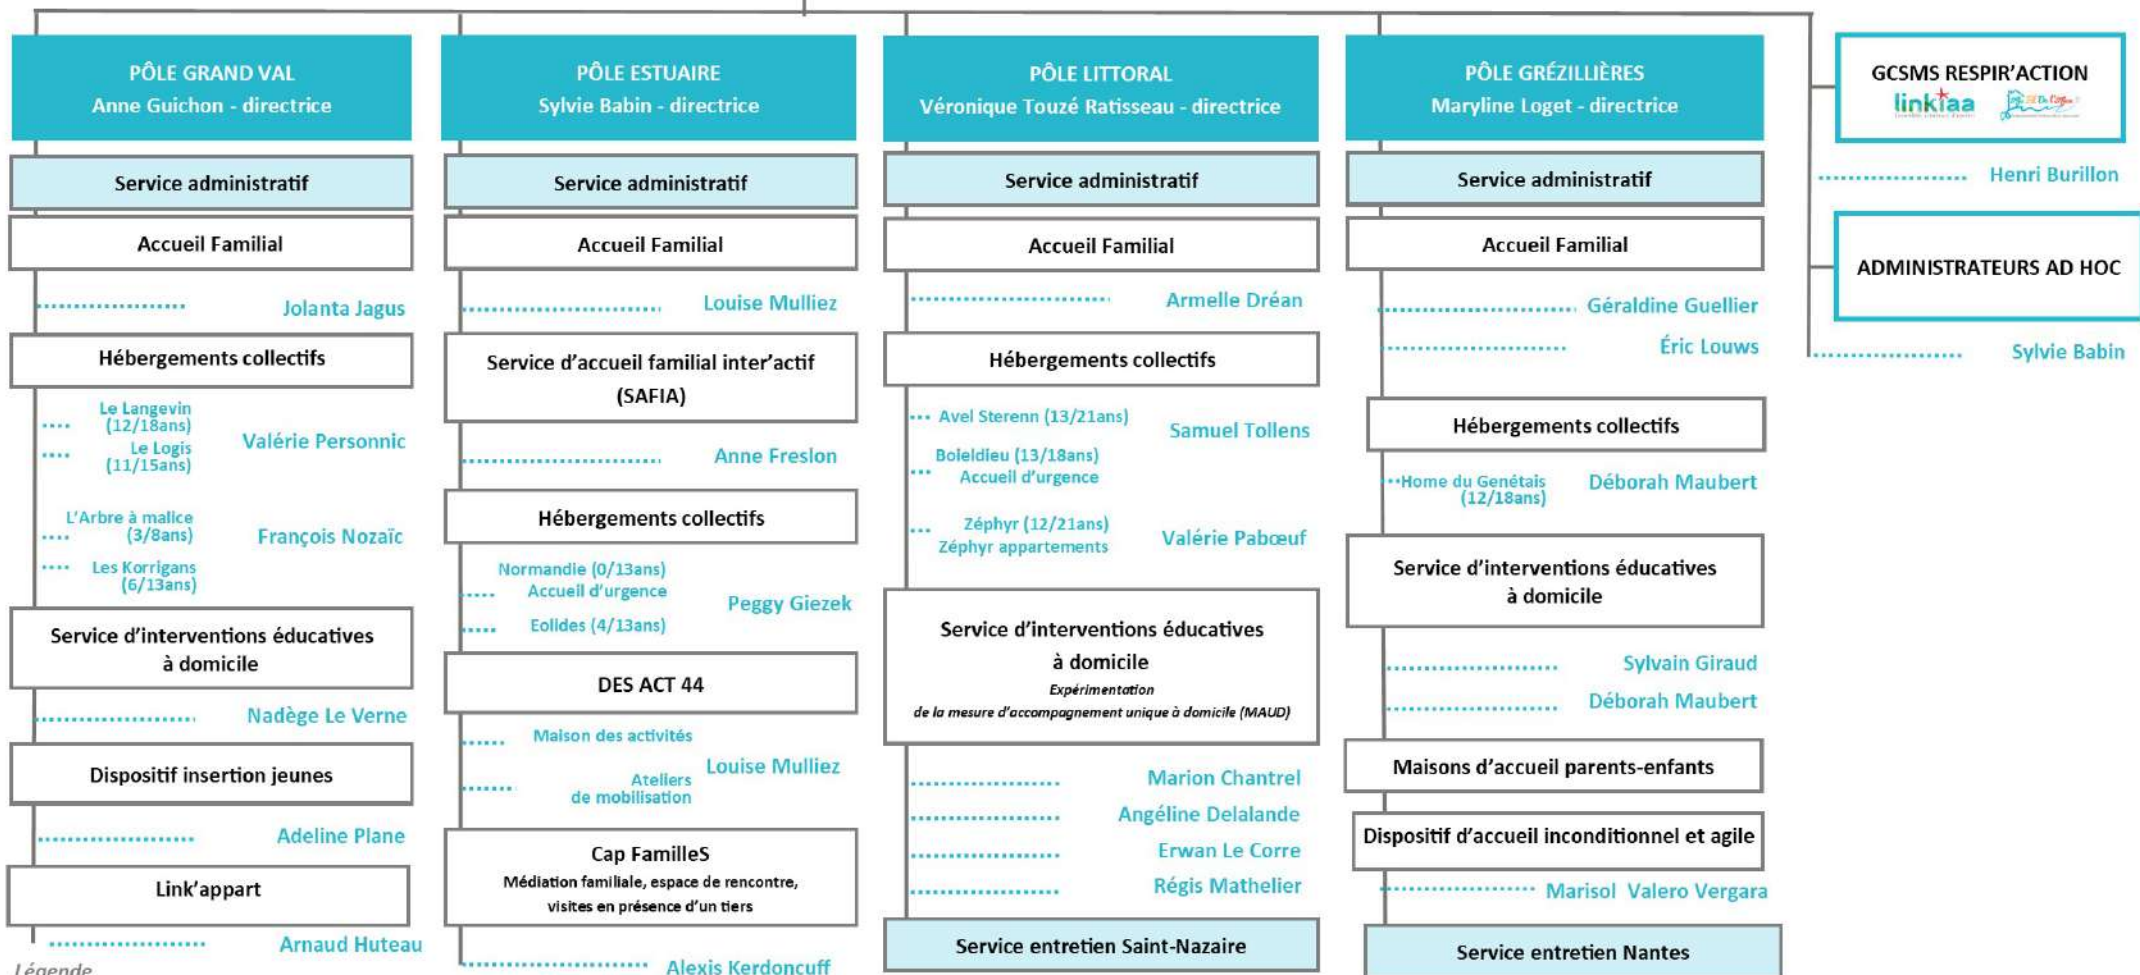 PÔLE GRAND VAL
Anne Guichon - directrice
Service administratif
Accueil Familial
Jolanta Jagus
Hébergements collectifs
Le Langevin
(12/18ans)
Le Logis
(11/15ans)
Valérie Personnic
L'Arbre à malice
(3/8ans)
François Nozaïc
Les Korrigans
(6/13ans)
Service d'interventions éducatives
à domicile
Nadège Le Verne
Dispositif insertion jeunes
Adeline Plane
Link'appart
Arnaud Huteau
Légende
PÔLE ESTUAIRE
Sylvie Babin - directrice
Service administratif
Accueil Familial
Louise Mulliez
Service d'accueil familial inter'actif
(SAFIA)
Anne Freslon
Hébergements collectifs
Normandie (0/13ans)
Accueil d'urgence
Peggy Giezek
Eolides (4/13ans)
DES ACT 44
Maison des activités
Louise Mulliez
Ateliers
de mobilisation
Cap FamilleS
Médiation familiale, espace de rencontre,
visites en présence d'un tiers
Alexis Kerdoncuff
PÔLE LITTORAL
Véronique Touzé Ratisseau - directrice
Service administratif
Accueil Familial
Armelle Dréan
Hébergements collectifs
Avel Sterenn (13/21ans)
Samuel Tollens
Boieldieu (13/18ans)
Accueil d'urgence
Zéphyr (12/21ans)
Zéphyr appartements
Valérie Pabœuf
Service d'interventions éducatives
à domicile
Expérimentation
de la mesure d'accompagnement unique à domicile (MAUD)
Marion Chantrel
Angéline Delalande
Erwan Le Corre
Régis Mathelier
Service entretien Saint-Nazaire
PÔLE GRÉZILLIÈRES
Maryline Loget - directrice
Service administratif
Accueil Familial
Géraldine Guellier
Éric Louws
Hébergements collectifs
Home du Genétais
(12/18ans)
Déborah Maubert
Service d'interventions éducatives
à domicile
Sylvain Giraud
Déborah Maubert
Maisons d'accueil parents-enfants
Dispositif d'accueil inconditionnel et agile
Marisol Valero Vergara
Service entretien Nantes
GCSMS RESPIR'ACTION
linkiaa
Henri Burillon
ADMINISTRATEURS AD HOC
Sylvie Babin